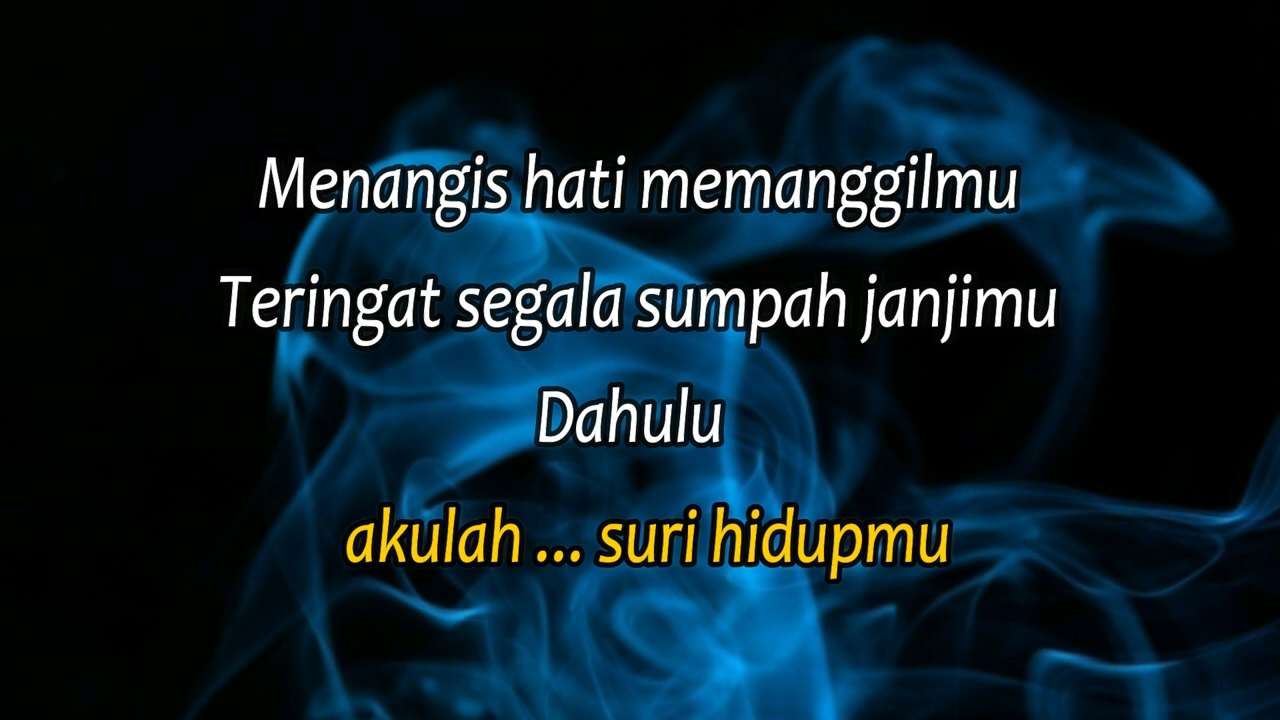 Menangis hati memanggilmu
Teringat segala sumpah janjimu
Dahulu
akulah ... suri hidupmu